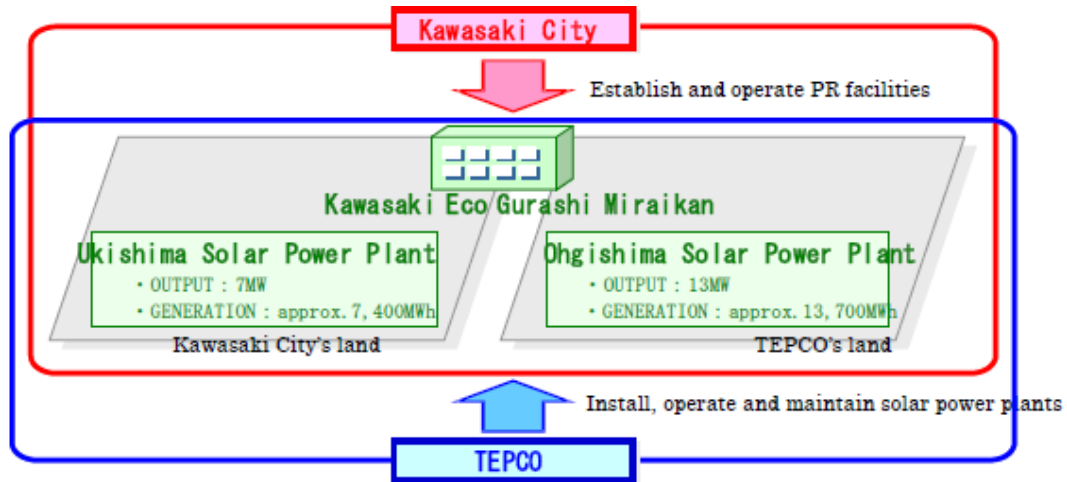 Kawasaki City
Establish and operate PR facilities
Kawasaki Eco Gurashi Miraikan
Ukishima Solar Power Plant
・OUTPUT : 7MW
・GENERATION : approx. 7,400MWh
Kawasaki City's land
Ohgishima Solar Power Plant
・OUTPUT : 13MW
・GENERATION : approx. 13,700MWh
TEPCO's land
Install, operate and maintain solar power plants
TEPCO